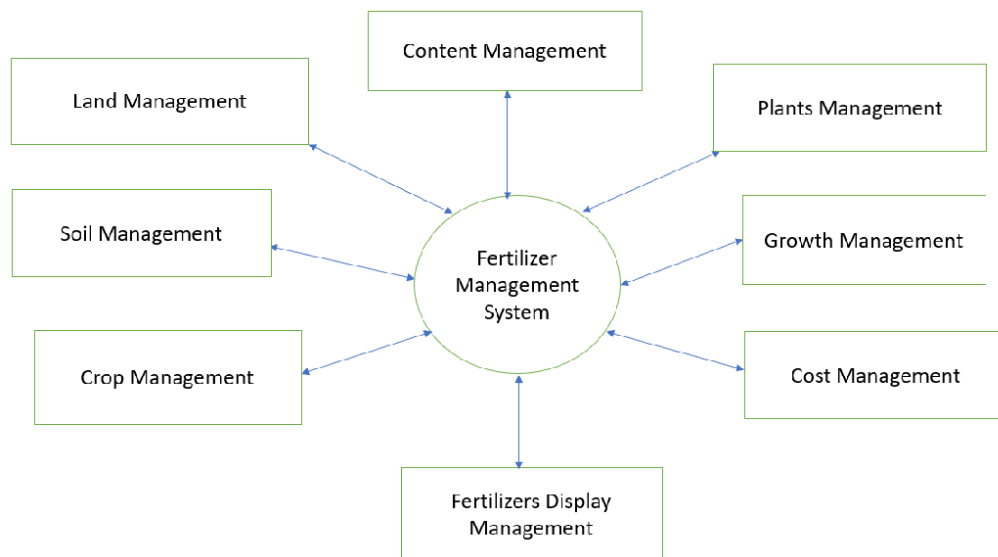 Content Management
Land Management
Plants Management
Soil Management
Growth Management
Fertilizer
Management
System
Crop Management
Cost Management
Fertilizers Display
Management